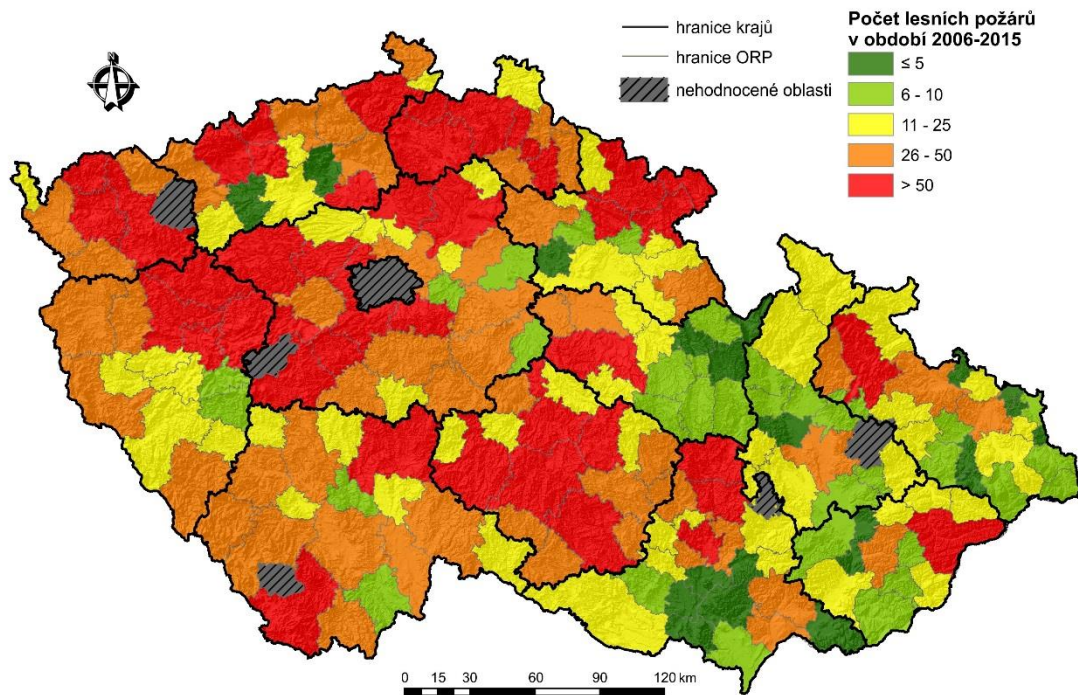 hranice krajů
hranice ORP
nehodnocené oblasti
Počet lesních požárů
v období 2006-2015
≤ 5
6 - 10
11 - 25
26 - 50
> 50
N
0 15 30 60 90 120 km